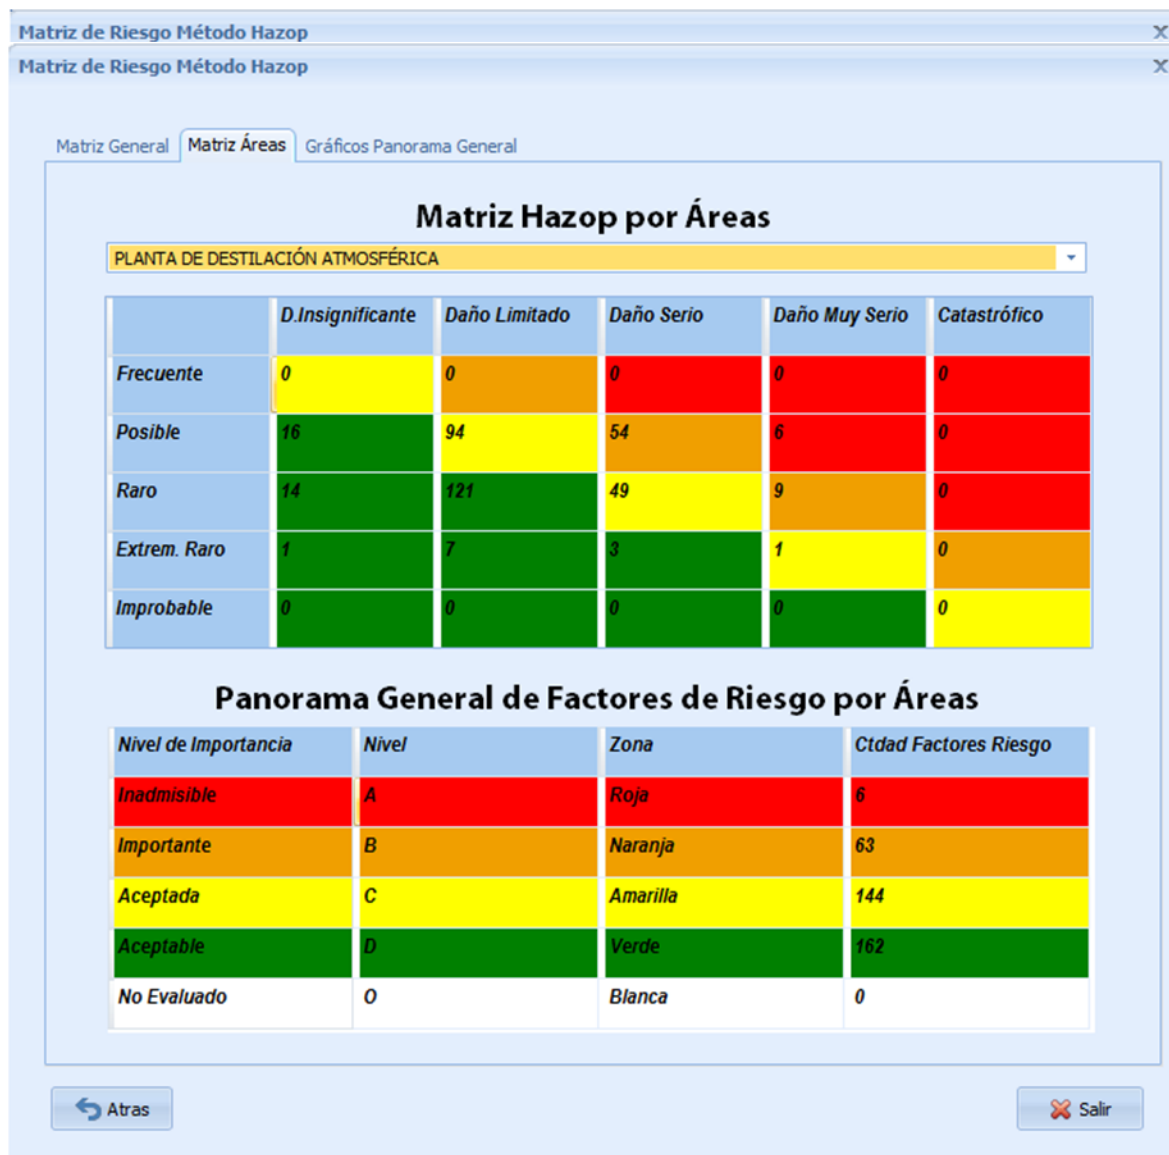 Matriz de Riesgo Método Hazop X
Matriz de Riesgo Método Hazop X
Matriz General Matriz Áreas Gráficos Panorama General
Matriz Hazop por Áreas
PLANTA DE DESTILACIÓN ATMOSFÉRICA
D.Insignificante Daño Limitado Daño Serio Daño Muy Serio Catastrófico
Frecuente 0 0 0 0 0
Posible 16 94 54 6 0
Raro 14 121 49 9 0
Extrem. Raro 1 7 3 1 0
Improbable 0 0 0 0 0
Panorama General de Factores de Riesgo por Áreas
Nivel de Importancia Nivel Zona Ctdad Factores Riesgo
Inadmisible A Roja 6
Importante B Naranja 63
Aceptada C Amarilla 144
Aceptable D Verde 162
No Evaluado O Blanca 0
Atras Salir